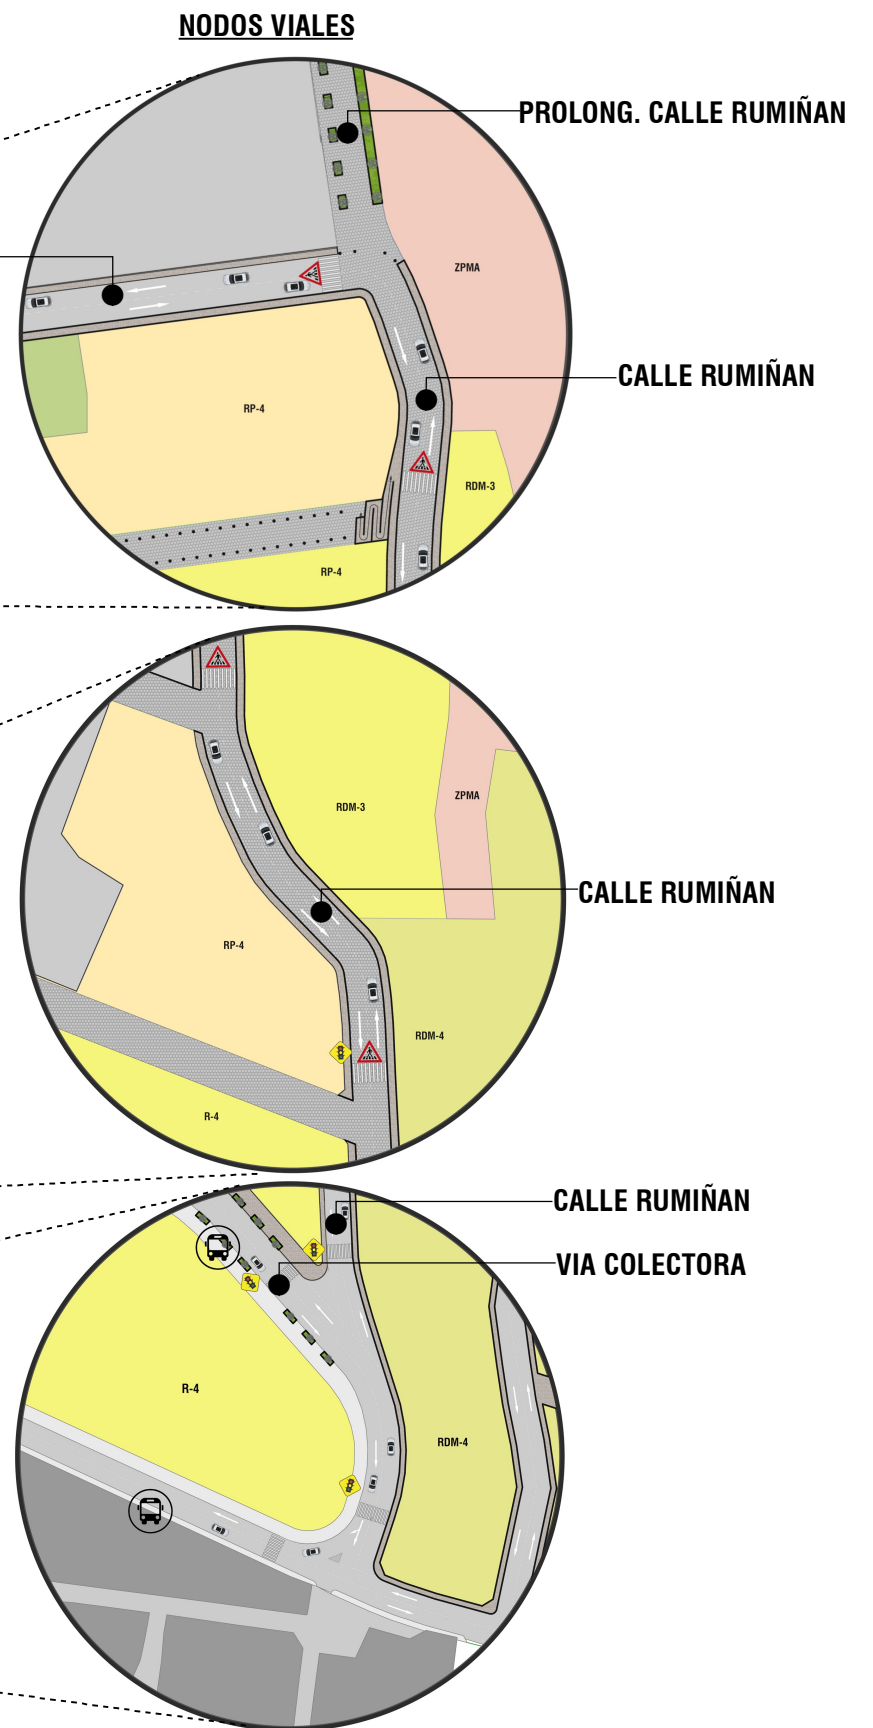 NODOS VIALES
PROLONG. CALLE RUMIÑAN
ZPMA
CALLE RUMIÑAN
RP-4
RDM-3
RP-4
RDM-3
ZPMA
CALLE RUMIÑAN
RP-4
RDM-4
R-4
CALLE RUMIÑAN
VIA COLECTORA
R-4
RDM-4